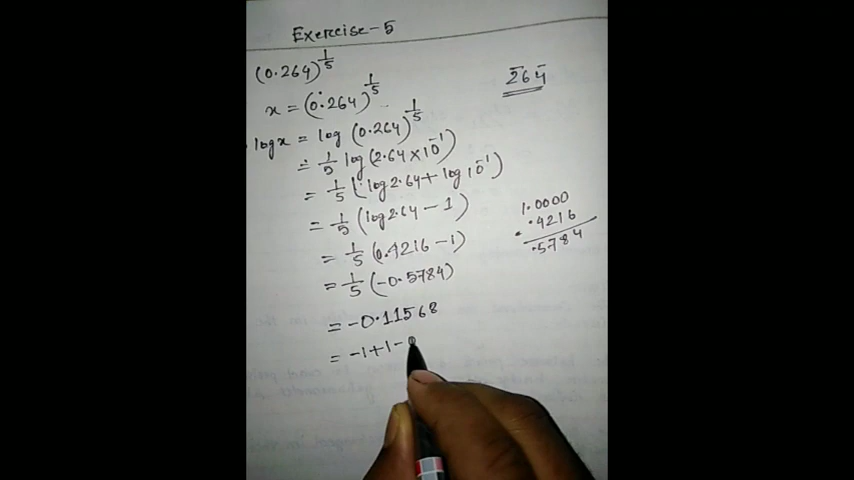 Exercise-5
(0.264)^1/5
x = (0.264)^1/5
264
log x = log (0.264)^1/5
= 1/5 log (2.64 × 10^-1)
= 1/5 (log 2.64 + log 10^-1)
= 1/5 (log 2.64 - 1)
= 1/5 (0.4216 - 1)
= 1/5 (-0.5784)
= -0.11568
= -1+1-0
1.0000
.4216
.5784